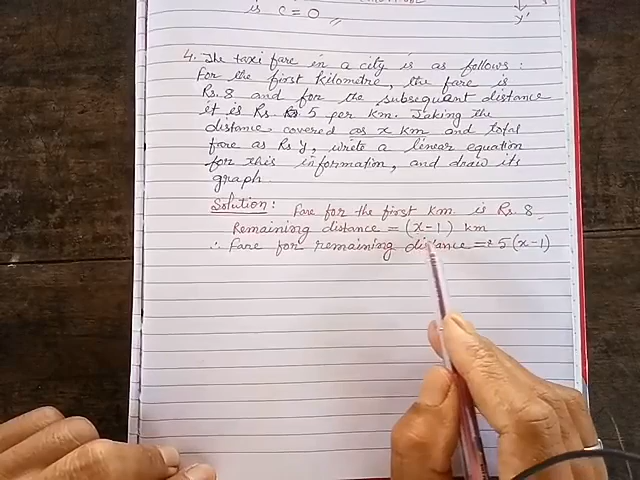 is c = 0
y'
4. The taxi fare in a city is as follows:
For the first kilometre, the fare is
Rs. 8 and for the subsequant distance
it is Rs. 5 per km. Taking the
distance covered as x km and total
fare as Rs y, write a linear equation
for this information, and draw its
graph
Solution: Fare for the first km. is Rs. 8
Remaining distance = (x-1) km
∴ Fare for remaining distance = 5(x-1)